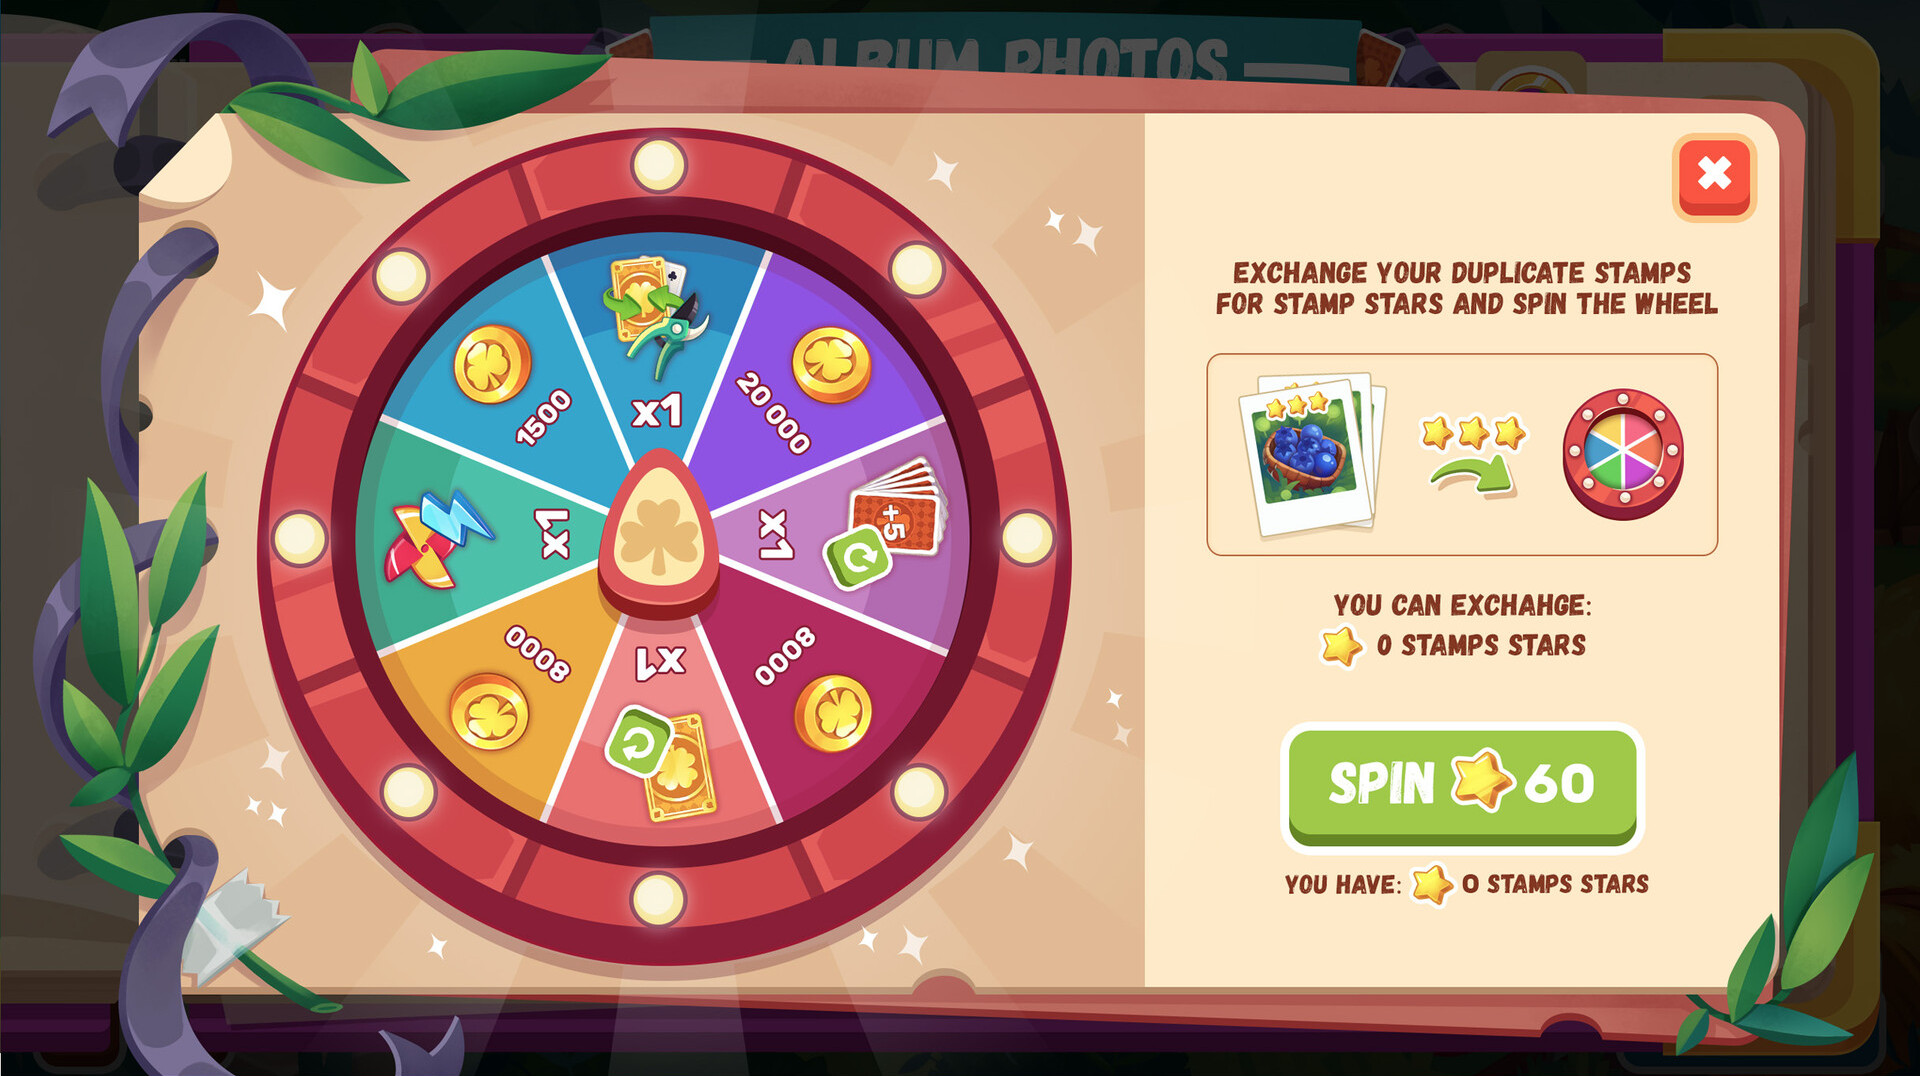 ALBUM PHOTOS
x1
1500
20 000
x1
x1
+5
8000
x1
8000
EXCHANGE YOUR DUPLICATE STAMPS
FOR STAMP STARS AND SPIN THE WHEEL
YOU CAN EXCHAHGE:
0 STAMPS STARS
SPIN 60
YOU HAVE: 0 STAMPS STARS